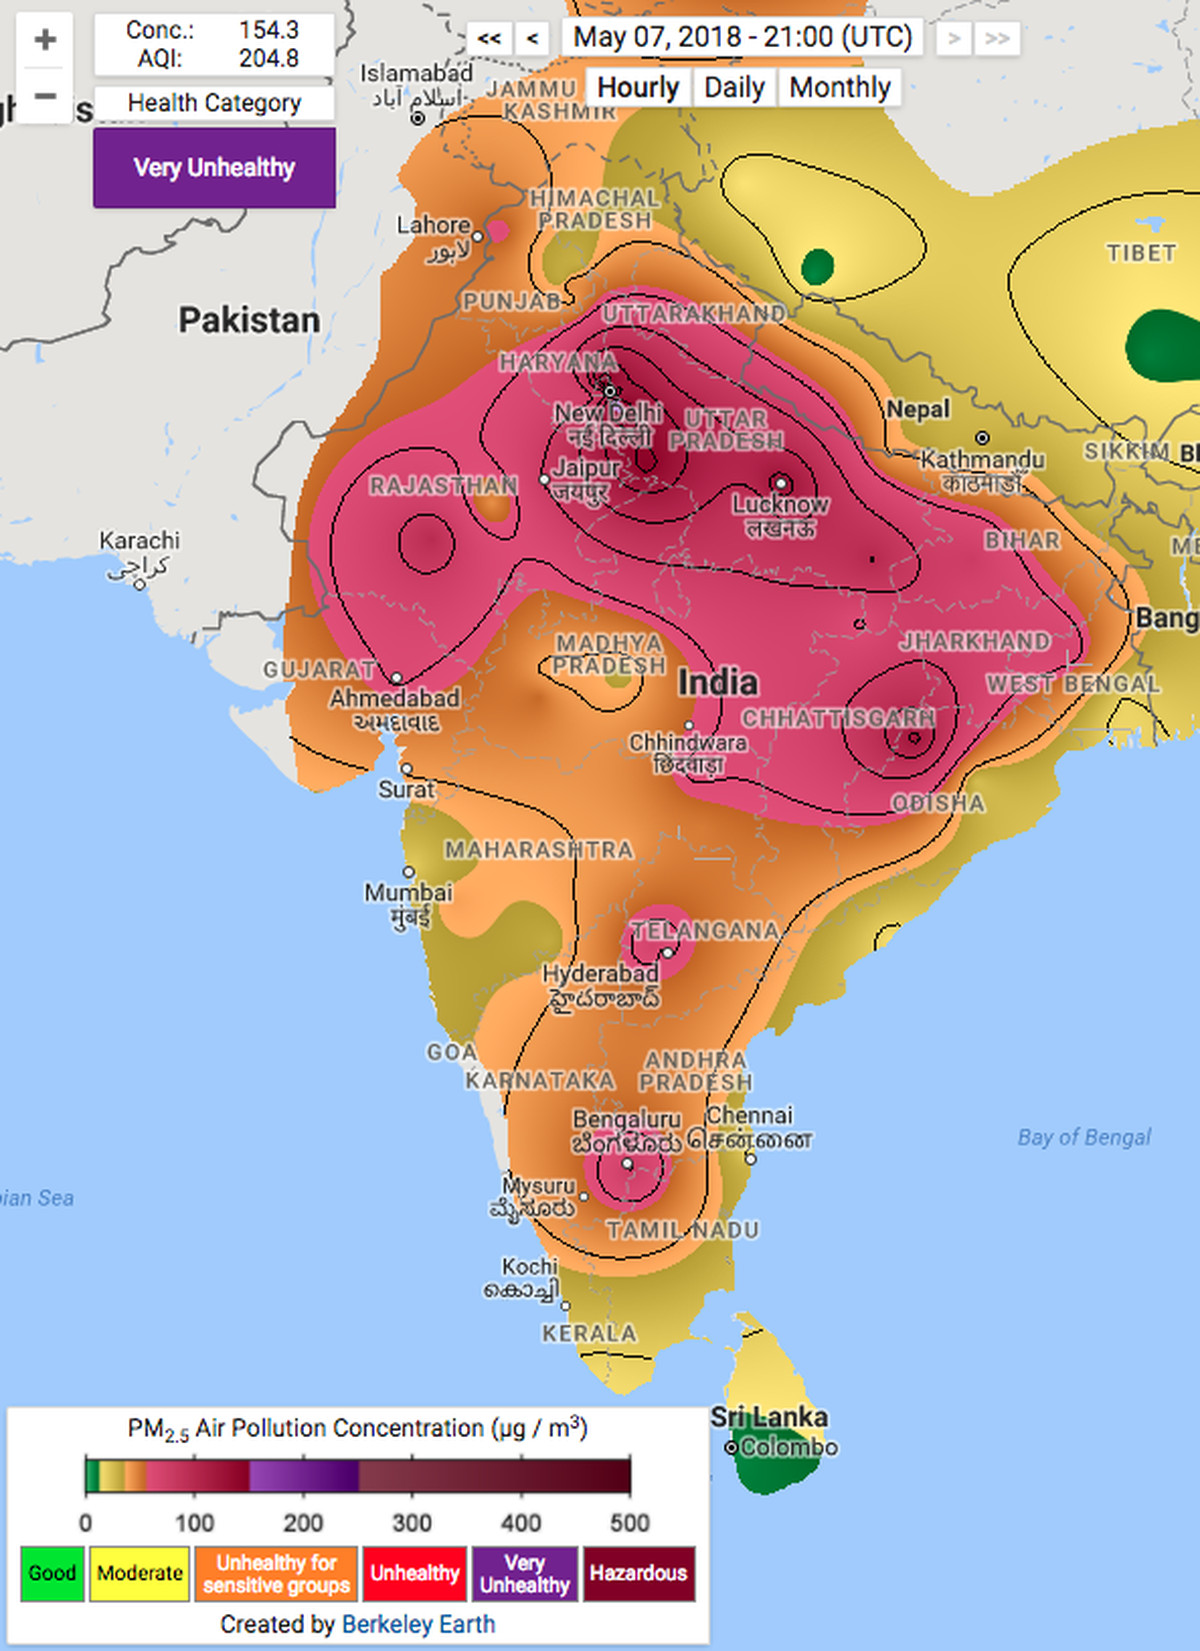 +
−
Conc.: 154.3
AQI: 204.8
Health Category
Very Unhealthy
<< < May 07, 2018 - 21:00 (UTC) > >>
Hourly Daily Monthly
Islamabad
اسلام آباد
JAMMU
KASHMIR
HIMACHAL
PRADESH
Lahore
لاہور
TIBET
PUNJAB
UTTARAKHAND
Pakistan
HARYANA
New Delhi
नई दिल्ली
UTTAR
PRADESH
Nepal
Kathmandu
काठमाडौं
SIKKIM
Jaipur
जयपुर
RAJASTHAN
Lucknow
लखनऊ
Karachi
کراچی
BIHAR
Bang
JHARKHAND
MADHYA
PRADESH
GUJARAT
India
WEST BENGAL
Ahmedabad
અમદાવાદ
CHHATTISGARH
Chhindwara
छिंदवाड़ा
Surat
ODISHA
MAHARASHTRA
Mumbai
मुंबई
TELANGANA
Hyderabad
హైదరాబాద్
GOA
KARNATAKA
ANDHRA
PRADESH
Bengaluru
ಬೆಂಗಳೂರು
Chennai
சென்னை
Bay of Bengal
Mysuru
ಮೈಸೂರು
ian Sea
TAMIL NADU
Kochi
കൊച്ചി
KERALA
Sri Lanka
Colombo
PM2.5 Air Pollution Concentration (µg / m³)
0 100 200 300 400 500
Good
Moderate
Unhealthy for
sensitive groups
Unhealthy
Very
Unhealthy
Hazardous
Created by Berkeley Earth